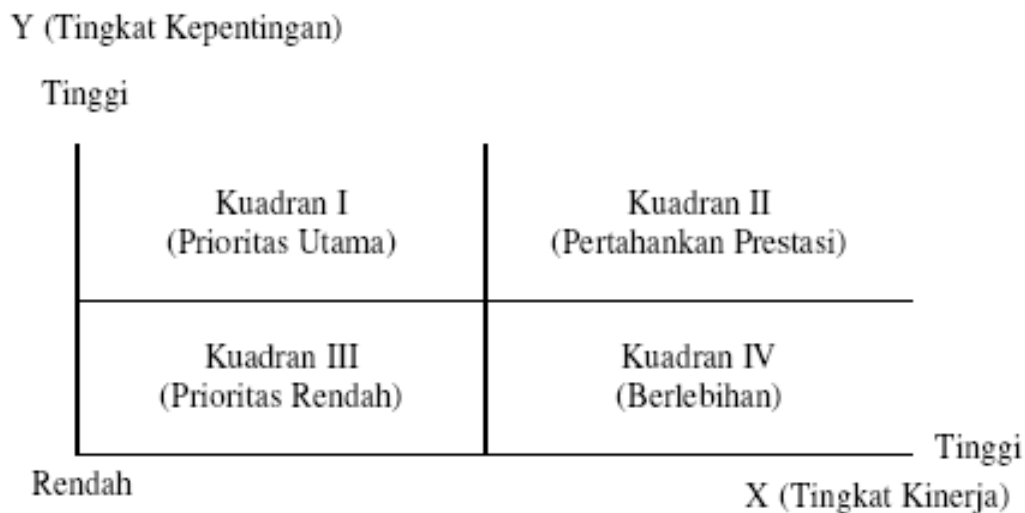 Y (Tingkat Kepentingan)
Tinggi
Kuadran I
(Prioritas Utama)
Kuadran II
(Pertahankan Prestasi)
Kuadran III
(Prioritas Rendah)
Kuadran IV
(Berlebihan)
Tinggi
Rendah
X (Tingkat Kinerja)